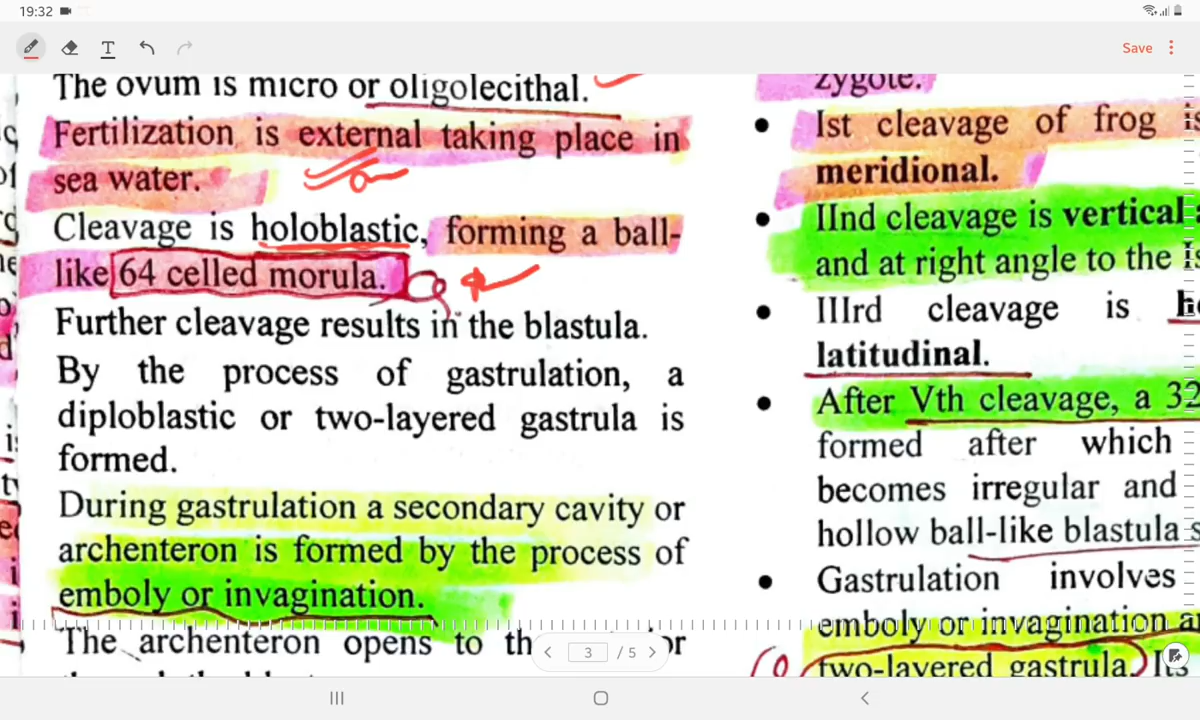 19:32
Save
The ovum is micro or oligolecithal.
Fertilization is external taking place in
sea water.
Cleavage is holoblastic, forming a ball-
like 64 celled morula.
Further cleavage results in the blastula.
By the process of gastrulation, a
diploblastic or two-layered gastrula is
formed.
During gastrulation a secondary cavity or
archenteron is formed by the process of
emboly or invagination.
The archenteron opens to
zygote.
• Ist cleavage of frog is
meridional.
• IInd cleavage is vertical
and at right angle to the
• IIIrd cleavage is
latitudinal.
• After Vth cleavage, a 32
formed after which
becomes irregular and
hollow ball-like blastula
• Gastrulation involves
emboly or invagination
two-layered gastrula.
3 / 5